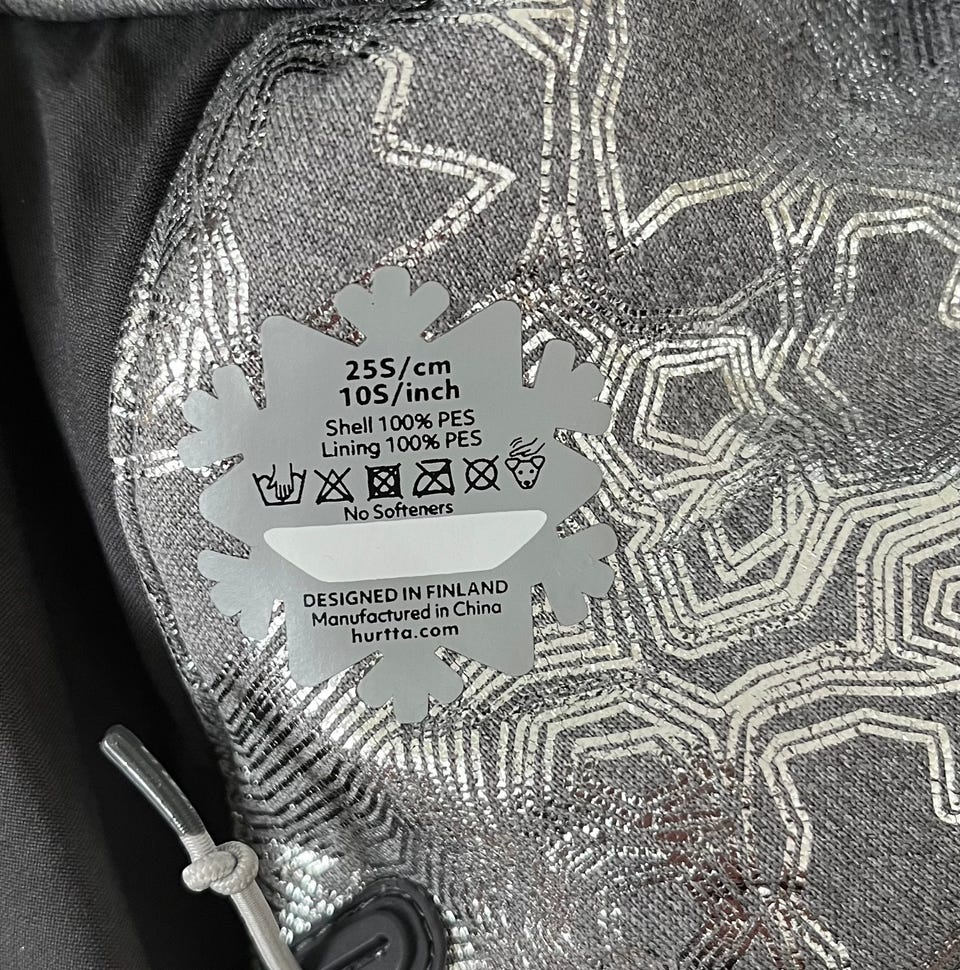 25S/cm
10S/inch
Shell 100% PES
Lining 100% PES
No Softeners
DESIGNED IN FINLAND
Manufactured in China
hurtta.com